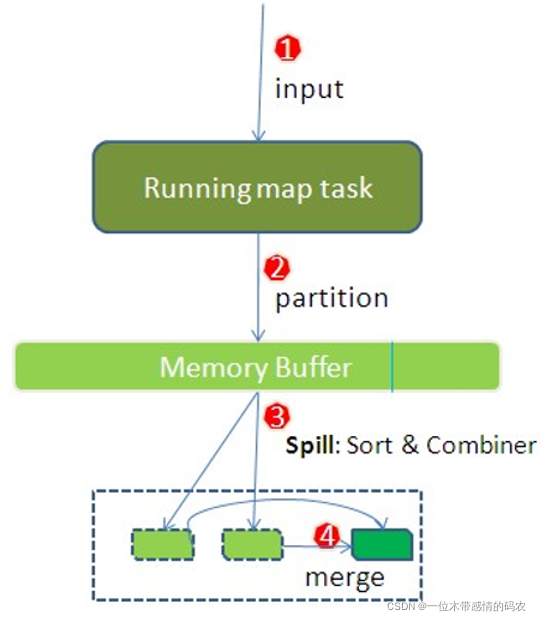 1
input
Running map task
2
partition
Memory Buffer
3
Spill: Sort & Combiner
4
merge
CSDN @一位木带感情的码农